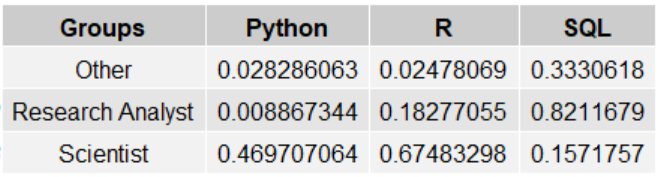 Groups Python R SQL
Other 0.028286063 0.02478069 0.3330618
Research Analyst 0.008867344 0.18277055 0.8211679
Scientist 0.469707064 0.67483298 0.1571757